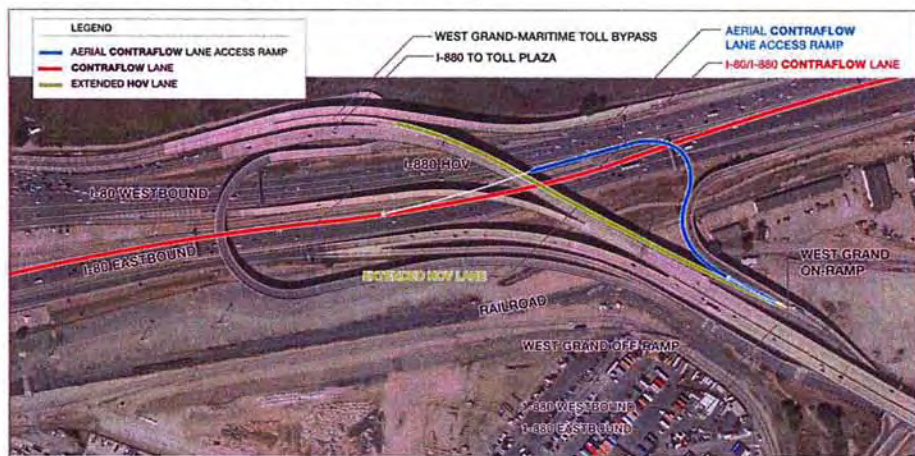 LEGEND
AERIAL CONTRAFLOW LANE ACCESS RAMP
CONTRAFLOW LANE
EXTENDED HOV LANE
WEST GRAND-MARITIME TOLL BYPASS
I-880 TO TOLL PLAZA
AERIAL CONTRAFLOW
LANE ACCESS RAMP
I-80/I-880 CONTRAFLOW LANE
I-880 HOV
I-80 WESTBOUND
I-80 EASTBOUND
EXTENDED HOV LANE
WEST GRAND
ON-RAMP
RAILROAD
WEST GRAND OFF-RAMP
I-880 WESTBOUND
I-880 EASTBOUND